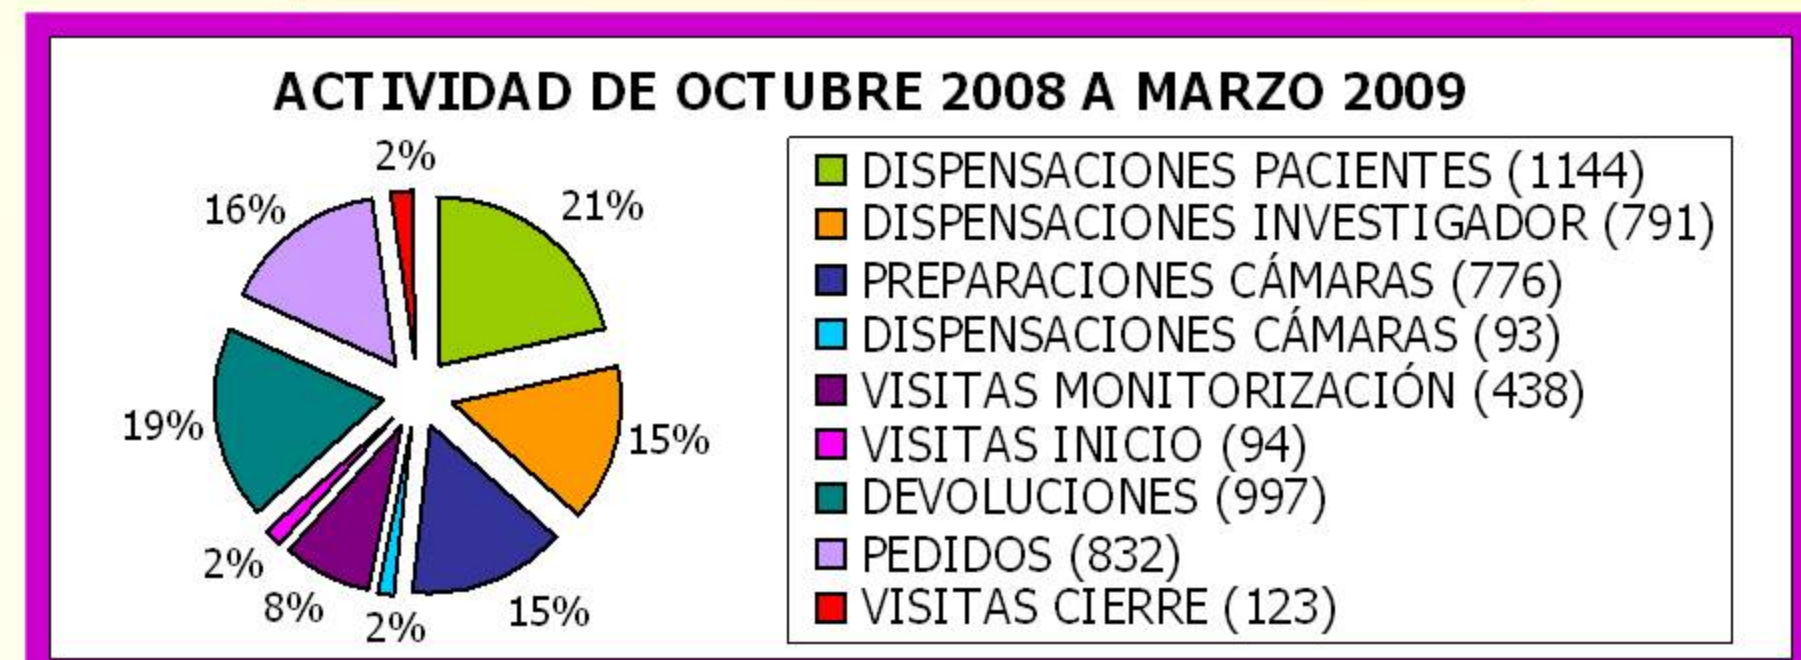 ACTIVIDAD DE OCTUBRE 2008 A MARZO 2009
2%
16%
21%
19%
15%
2%
8%
2%
15%
DISPENSACIONES PACIENTES (1144)
DISPENSACIONES INVESTIGADOR (791)
PREPARACIONES CÁMARAS (776)
DISPENSACIONES CÁMARAS (93)
VISITAS MONITORIZACIÓN (438)
VISITAS INICIO (94)
DEVOLUCIONES (997)
PEDIDOS (832)
VISITAS CIERRE (123)